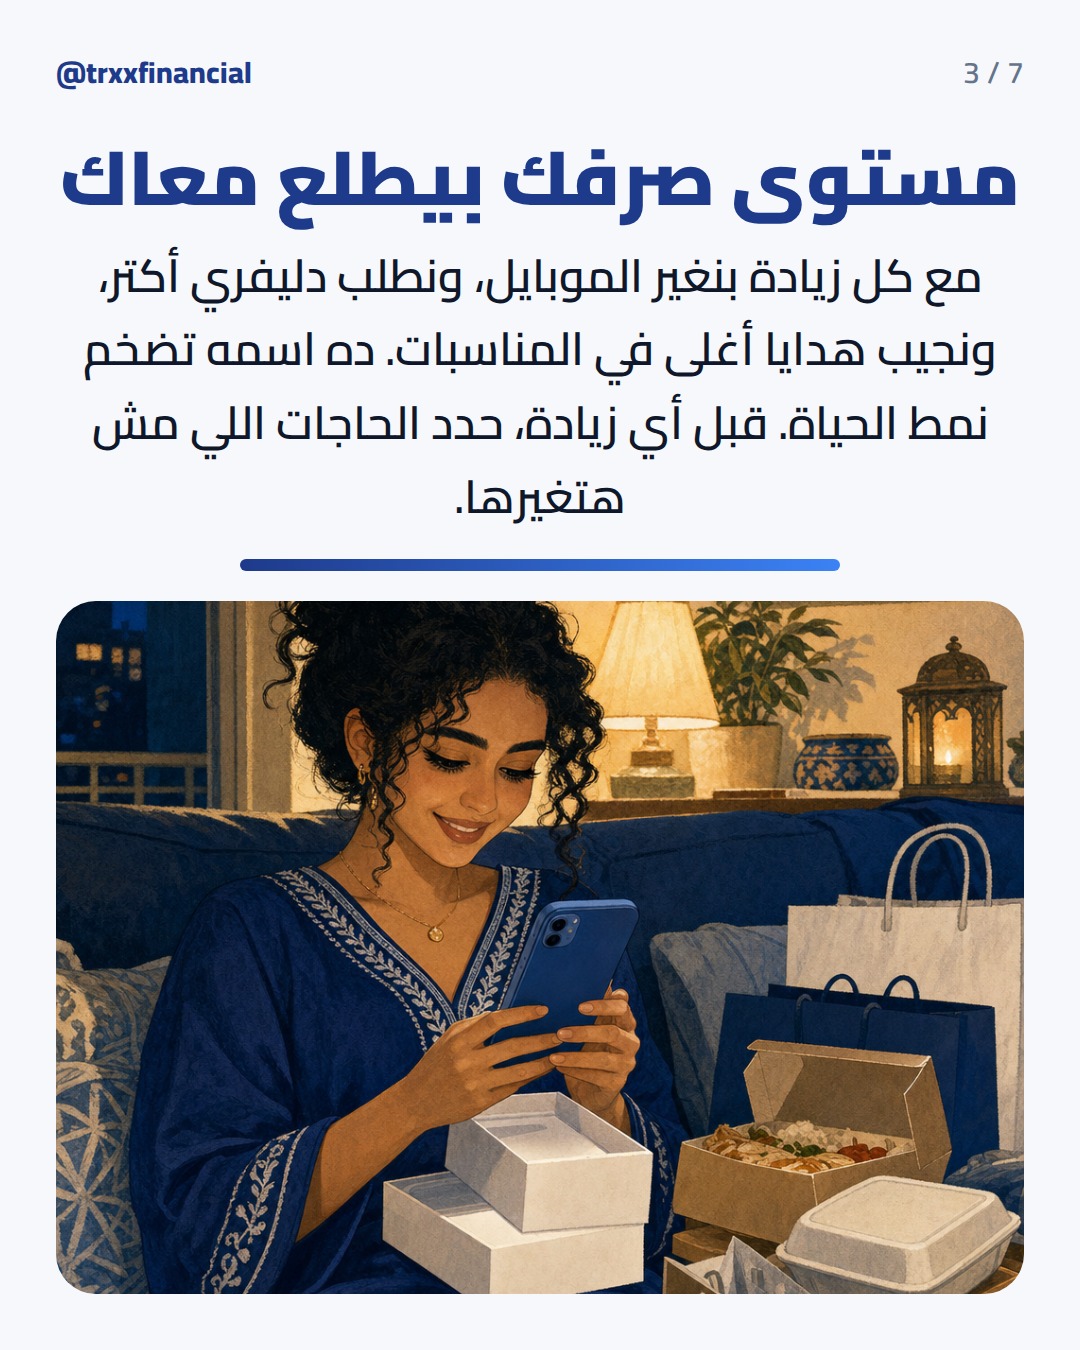 @trxxfinancial
3 / 7
مستوى صرفك بيطلع معاك
مع كل زيادة بنغير الموبايل، ونطلب دليفري أكتر،
ونجيب هدايا أغلى في المناسبات. ده اسمه تضخم
نمط الحياة. قبل أي زيادة، حدد الحاجات اللي مش
هتغيرها.